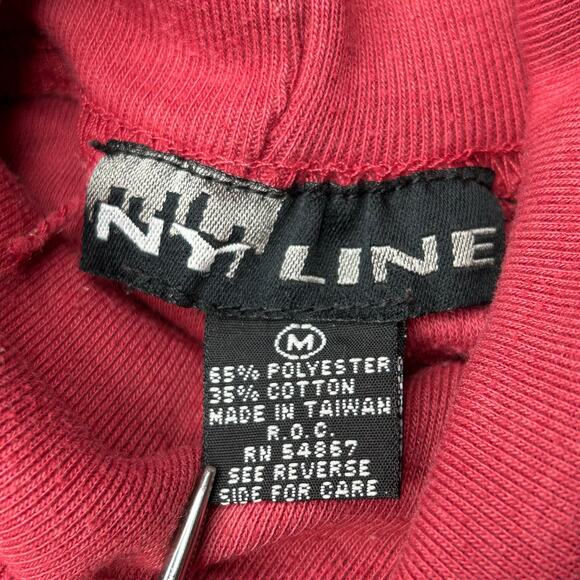 NY LINE
M
65% POLYESTER
35% COTTON
MADE IN TAIWAN
R.O.C.
RN 54867
SEE REVERSE
SIDE FOR CARE